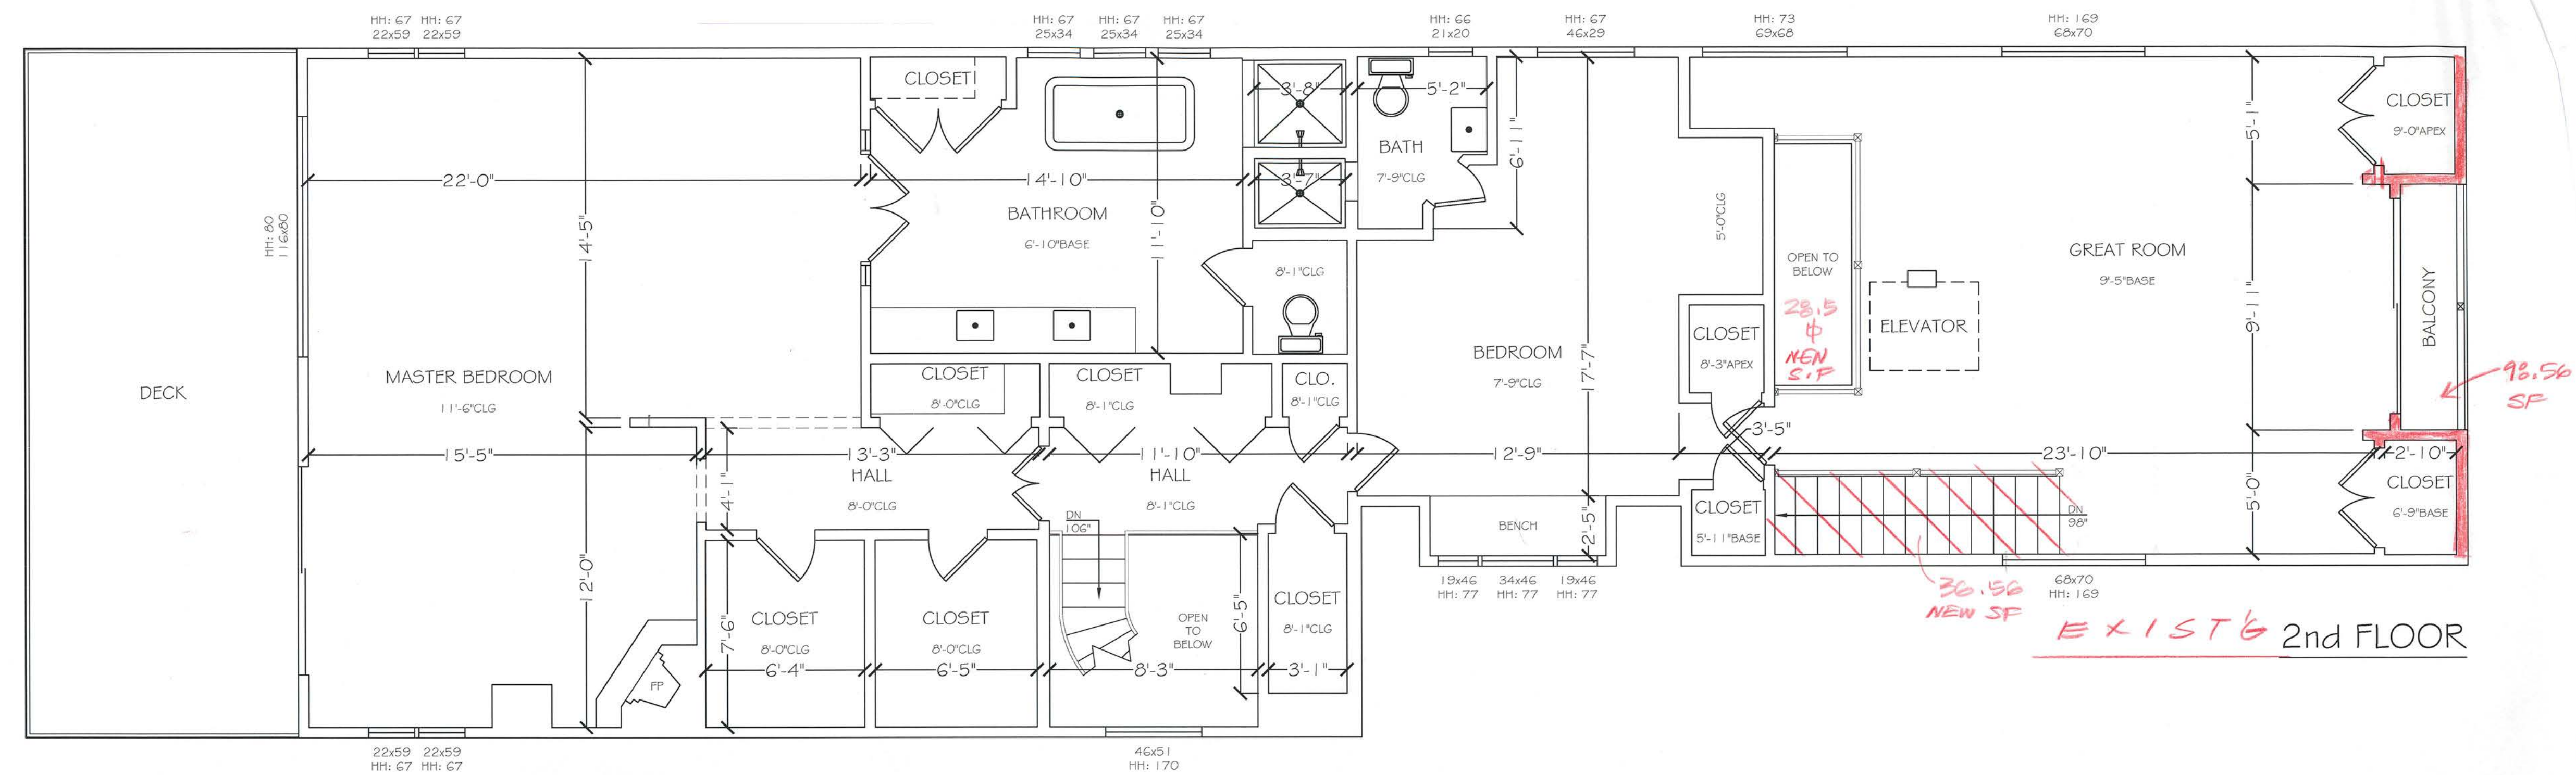 HH: 67 HH: 67
22x59 22x59
HH: 67 HH: 67 HH: 67
25x34 25x34 25x34
HH: 66
21x20
HH: 67
46x29
HH: 73
69x68
HH: 169
68x70
CLOSET
3'-8"
5'-2"
CLOSET
9'-0"APEX
5'-1"
6'-11"
BATH
7'-9"CLG
22'-0"
14'-10"
3'-7"
HH: 80
116x80
14'-5"
BATHROOM
6'-10"BASE
11'-10"
5'-0"CLG
GREAT ROOM
9'-5"BASE
OPEN TO
BELOW
28.5
NEW
S.F
8'-1"CLG
ELEVATOR
9'-11"
BALCONY
98.56
SF
DECK
MASTER BEDROOM
11'-6"CLG
CLOSET
8'-0"CLG
CLOSET
8'-1"CLG
CLO.
8'-1"CLG
BEDROOM
7'-9"CLG
17'-7"
CLOSET
8'-3"APEX
3'-5"
15'-5"
13'-3"
11'-10"
12'-9"
23'-10"
2'-10"
HALL
8'-0"CLG
HALL
8'-1"CLG
4'-1"
DN
106"
BENCH
2'-5"
CLOSET
5'-11"BASE
DN
98"
5'-0"
CLOSET
6'-9"BASE
12'-0"
19x46 34x46 19x46
HH: 77 HH: 77 HH: 77
36.56
NEW SF
68x70
HH: 169
7'-6"
CLOSET
8'-0"CLG
6'-4"
CLOSET
8'-0"CLG
6'-5"
OPEN
TO
BELOW
8'-3"
6'-5"
CLOSET
8'-1"CLG
3'-1"
FP
EXIST'G 2nd FLOOR
22x59 22x59
HH: 67 HH: 67
46x51
HH: 170